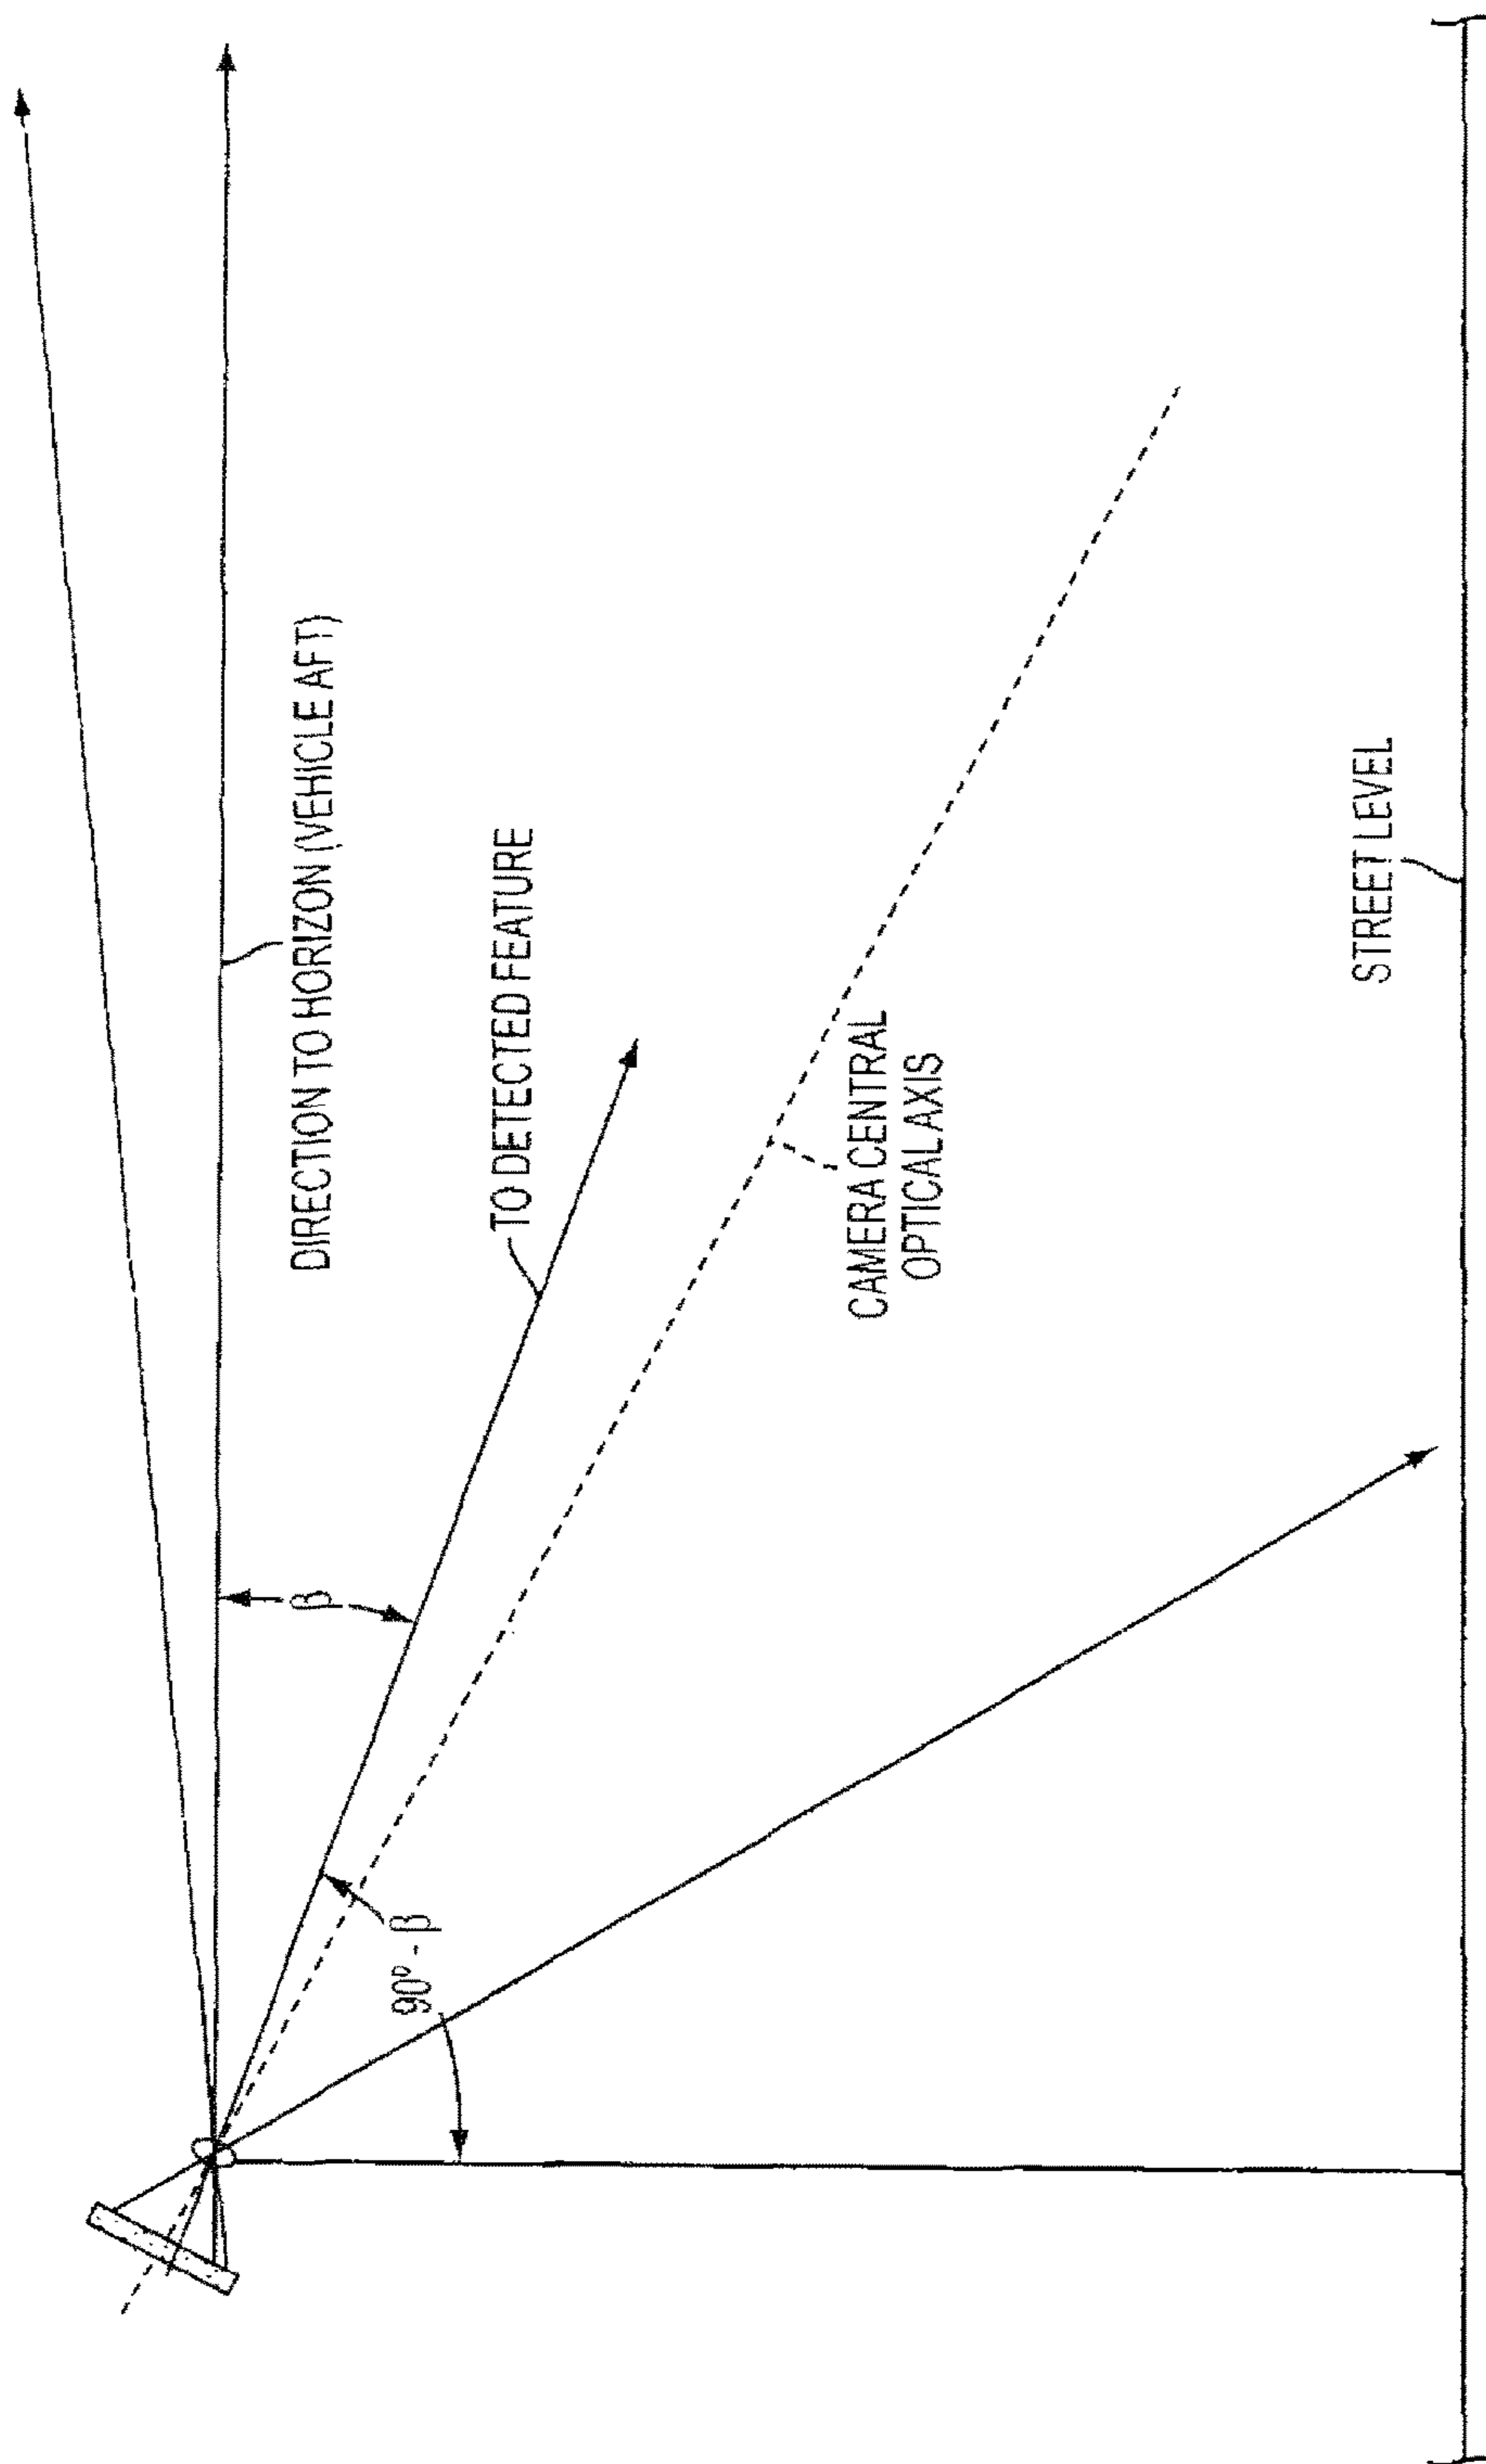 DIRECTION TO HORIZON (VEHICLE AFT)
TO DETECTED FEATURE
β
90° - β
CAMERA CENTRAL
OPTICAL AXIS
STREET LEVEL